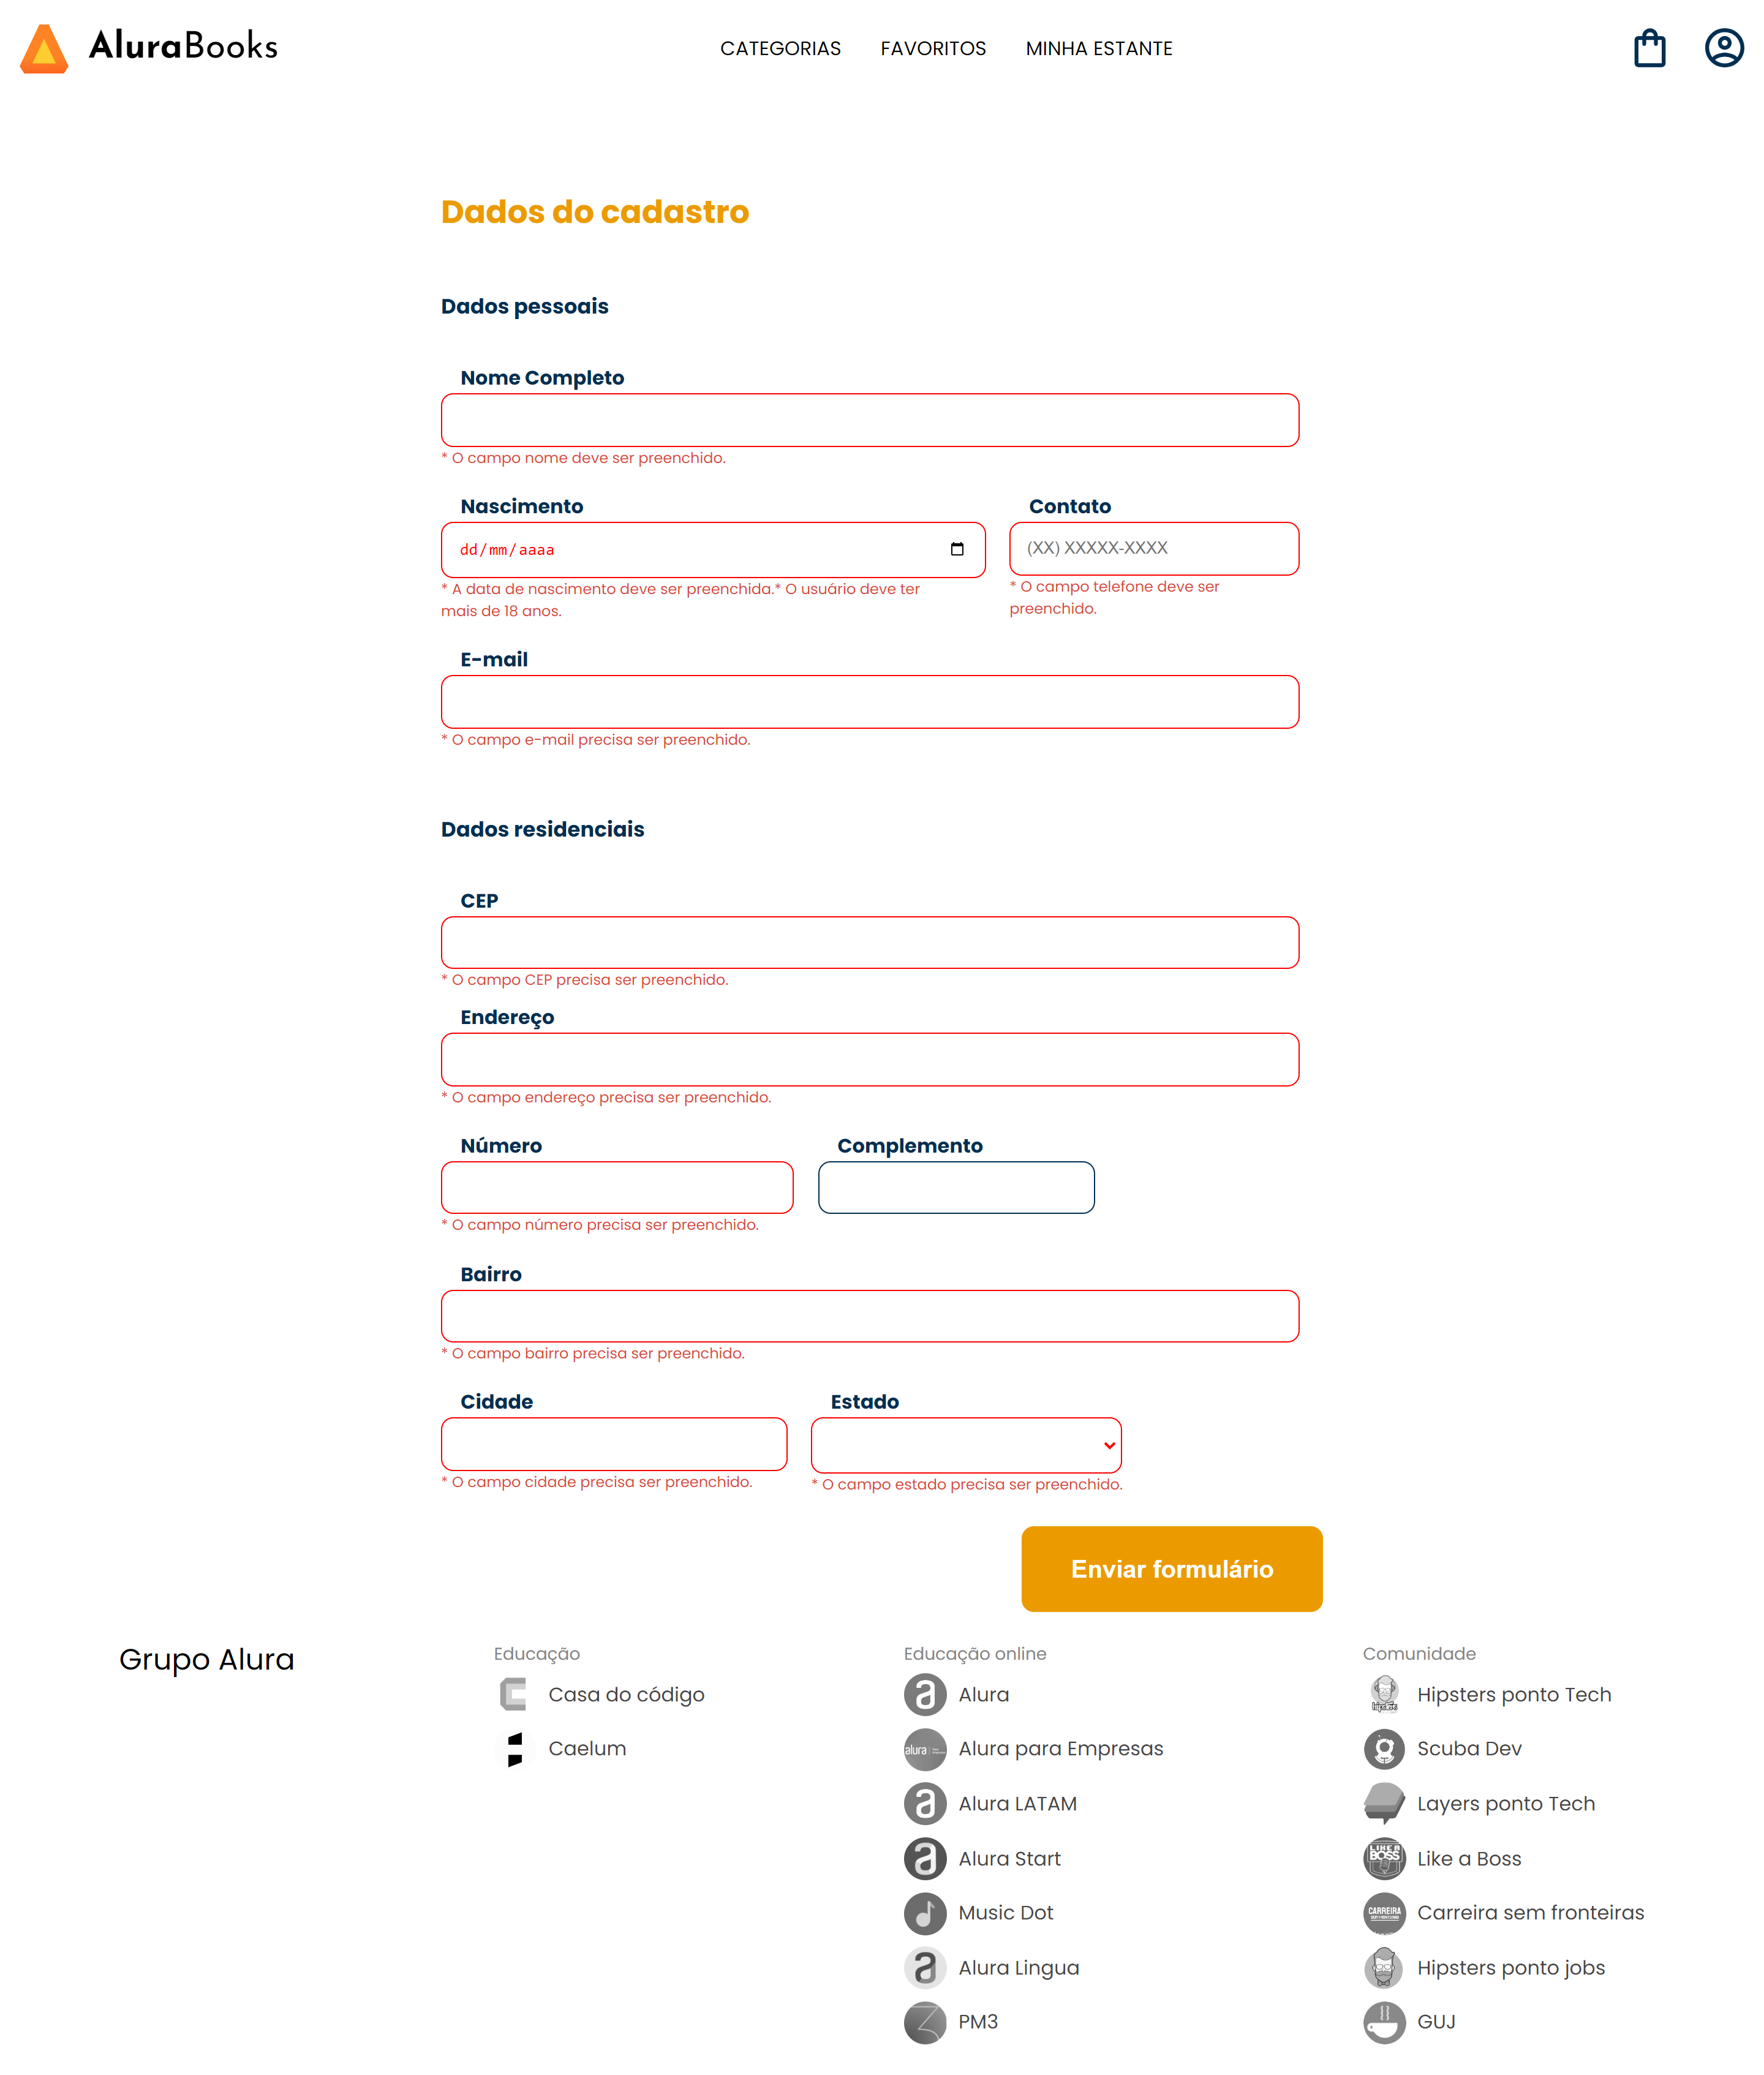 AluraBooks
CATEGORIAS FAVORITOS MINHA ESTANTE
Dados do cadastro
Dados pessoais
Nome Completo
* O campo nome deve ser preenchido.
Nascimento
dd/mm/aaaa
* A data de nascimento deve ser preenchida.* O usuário deve ter
mais de 18 anos.
Contato
(XX) XXXXX-XXXX
* O campo telefone deve ser
preenchido.
E-mail
* O campo e-mail precisa ser preenchido.
Dados residenciais
CEP
* O campo CEP precisa ser preenchido.
Endereço
* O campo endereço precisa ser preenchido.
Número
* O campo número precisa ser preenchido.
Complemento
Bairro
* O campo bairro precisa ser preenchido.
Cidade
* O campo cidade precisa ser preenchido.
Estado
* O campo estado precisa ser preenchido.
Enviar formulário
Grupo Alura
Educação
Casa do código
Caelum
Educação online
a Alura
alura Alura para Empresas
a Alura LATAM
a Alura Start
Music Dot
a Alura Lingua
PM3
Comunidade
hipsters Hipsters ponto Tech
Scuba Dev
Layers ponto Tech
LIKE A
BOSS
Like a Boss
CARREIRA
Carreira sem fronteiras
Hipsters ponto jobs
GUJ